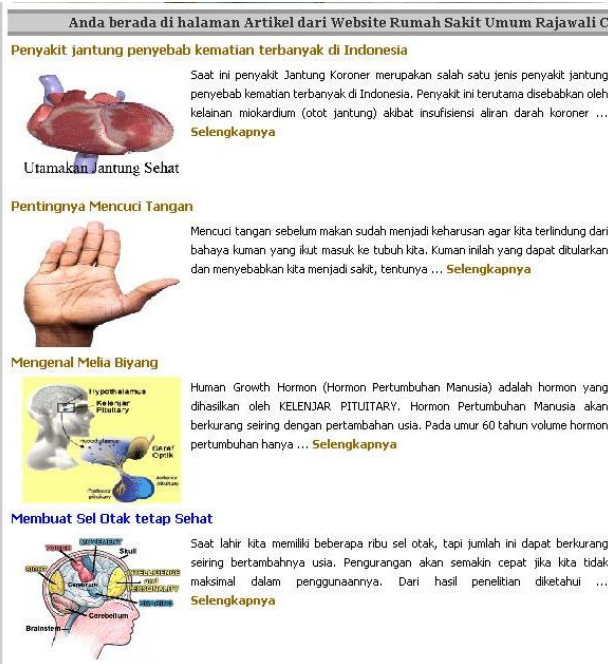 Anda berada di halaman Artikel dari Website Rumah Sakit Umum Rajawali C
Penyakit jantung penyebab kematian terbanyak di Indonesia
Saat ini penyakit Jantung Koroner merupakan salah satu jenis penyakit jantung
penyebab kematian terbanyak di Indonesia. Penyakit ini terutama disebabkan oleh
kelainan miokardium (otot jantung) akibat insufisiensi aliran darah koroner ...
Selengkapnya
Utamakan Jantung Sehat
Pentingnya Mencuci Tangan
Mencuci tangan sebelum makan sudah menjadi keharusan agar kita terlindung dari
bahaya kuman yang ikut masuk ke tubuh kita. Kuman inilah yang dapat ditularkan
dan menyebabkan kita menjadi sakit, tentunya ... Selengkapnya
Mengenal Melia Biyang
Hypothalamus
Kelenjar
Pituitary
Hypothalamus
Saraf
Optik
Anterior
pituitary
Posterior
pituitary
Human Growth Hormon (Hormon Pertumbuhan Manusia) adalah hormon yang
dihasilkan oleh KELENJAR PITUITARY. Hormon Pertumbuhan Manusia akan
berkurang seiring dengan pertambahan usia. Pada umur 60 tahun volume hormon
pertumbuhan hanya ... Selengkapnya
Membuat Sel Otak tetap Sehat
TOUCH
MOVEMENT
Skull
SIGHT
Cerebrum
INTELLIGENCE
and
PERSONALITY
HEARING
Cerebellum
Brainstem
Saat lahir kita memiliki beberapa ribu sel otak, tapi jumlah ini dapat berkurang
seiring bertambahnya usia. Pengurangan akan semakin cepat jika kita tidak
maksimal dalam penggunaannya. Dari hasil penelitian diketahui ...
Selengkapnya